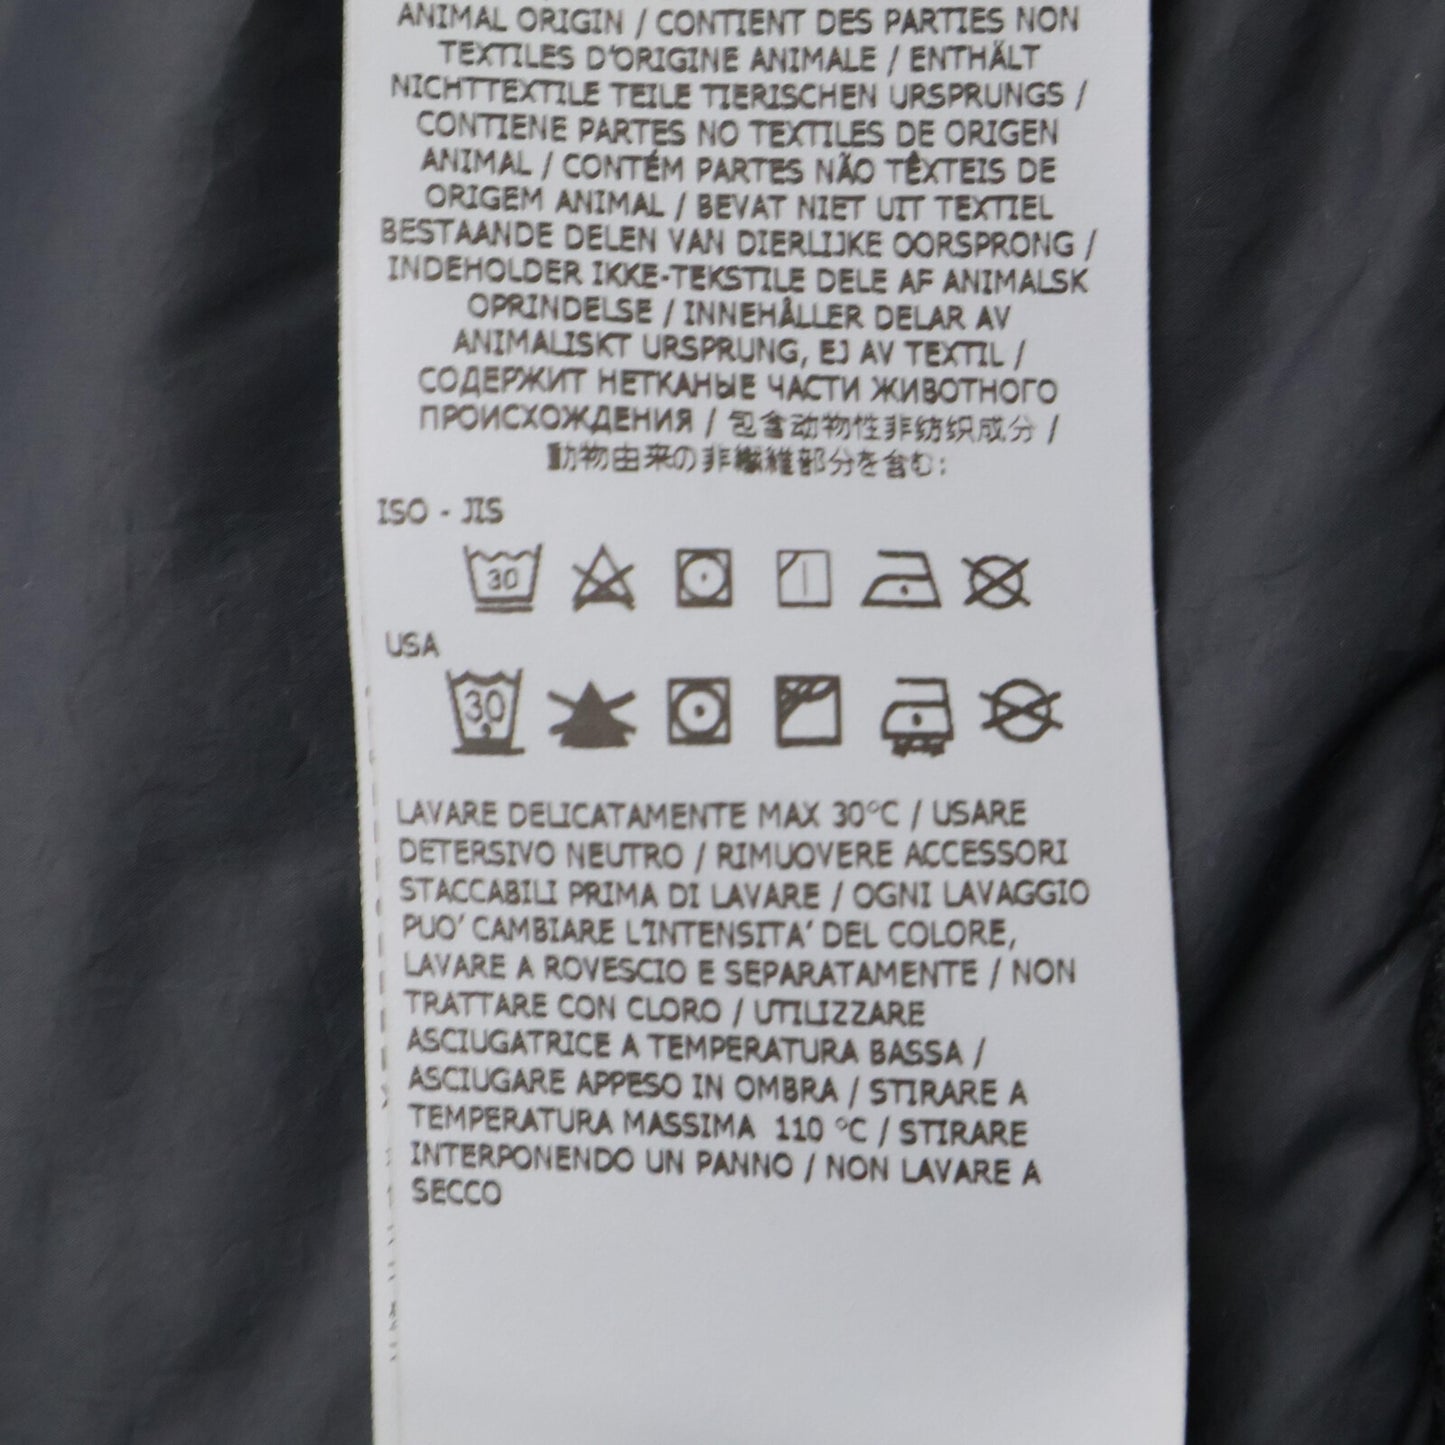 ANIMAL ORIGIN / CONTIENT DES PARTIES NON
TEXTILES D'ORIGINE ANIMALE / ENTHÄLT
NICHTTEXTILE TEILE TIERISCHEN URSPRUNGS /
CONTIENE PARTES NO TEXTILES DE ORIGEN
ANIMAL / CONTÉM PARTES NÃO TÊXTEIS DE
ORIGEM ANIMAL / BEVAT NIET UIT TEXTIEL
BESTAANDE DELEN VAN DIERLIJKE OORSPRONG /
INDEHOLDER IKKE-TEKSTILE DELE AF ANIMALSK
OPRINDELSE / INNEHÅLLER DELAR AV
ANIMALISKT URSPRUNG, EJ AV TEXTIL /
СОДЕРЖИТ НЕТКАНЫЕ ЧАСТИ ЖИВОТНОГО
ПРОИСХОЖДЕНИЯ / 包含动物性非纺织成分 /
動物由来の非繊維部分を含む:
ISO - JIS
30
USA
30
LAVARE DELICATAMENTE MAX 30°C / USARE
DETERSIVO NEUTRO / RIMUOVERE ACCESSORI
STACCABILI PRIMA DI LAVARE / OGNI LAVAGGIO
PUO' CAMBIARE L'INTENSITA' DEL COLORE,
LAVARE A ROVESCIO E SEPARATAMENTE / NON
TRATTARE CON CLORO / UTILIZZARE
ASCIUGATRICE A TEMPERATURA BASSA /
ASCIUGARE APPESO IN OMBRA / STIRARE A
TEMPERATURA MASSIMA 110 °C / STIRARE
INTERPONENDO UN PANNO / NON LAVARE A
SECCO